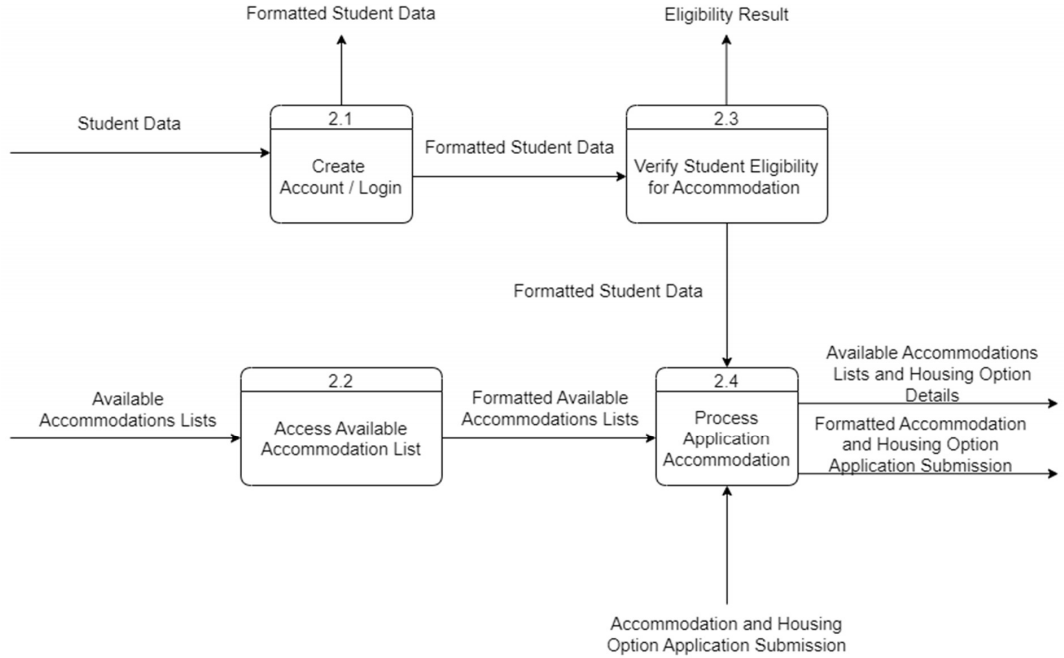 Formatted Student Data
Eligibility Result
Student Data
2.1
Create
Account / Login
Formatted Student Data
2.3
Verify Student Eligibility
for Accommodation
Formatted Student Data
Available
Accommodations Lists
2.2
Access Available
Accommodation List
Formatted Available
Accommodations Lists
2.4
Process
Application
Accommodation
Available Accommodations
Lists and Housing Option
Details
Formatted Accommodation
and Housing Option
Application Submission
Accommodation and Housing
Option Application Submission